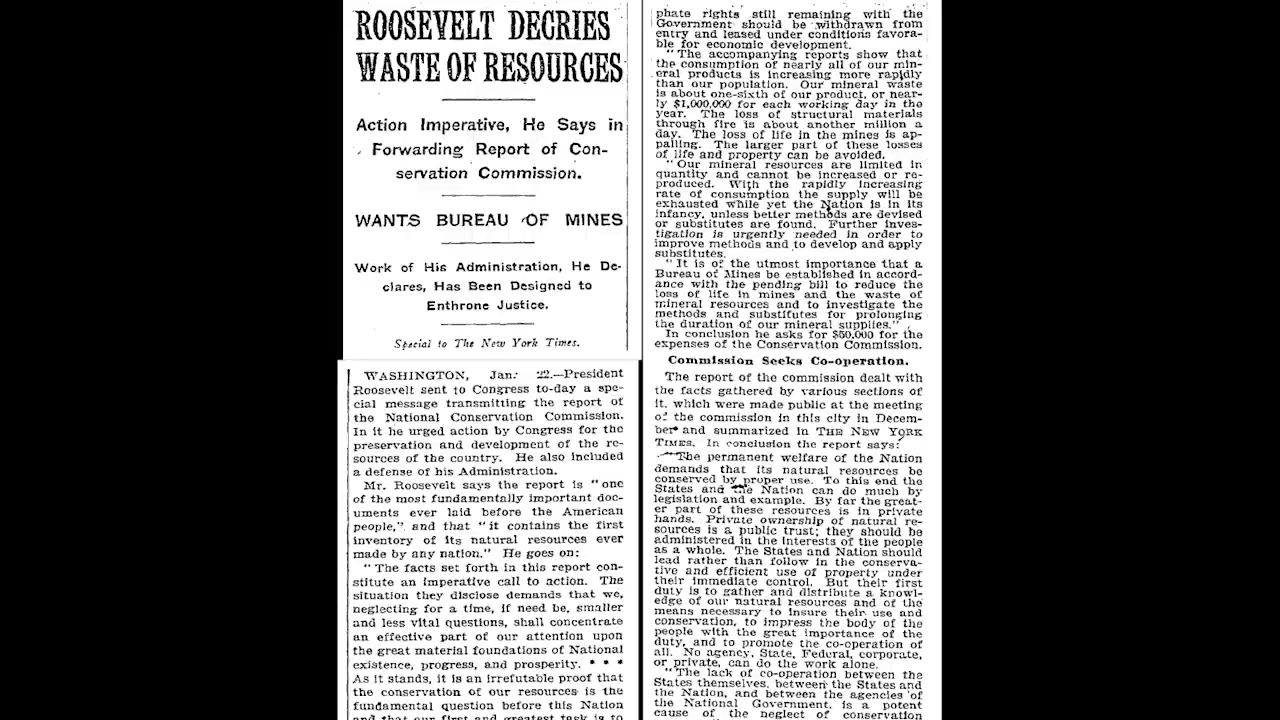 ROOSEVELT DECRIES
WASTE OF RESOURCES
Action Imperative, He Says in
Forwarding Report of Con-
servation Commission.
WANTS BUREAU OF MINES
Work of His Administration, He De-
clares, Has Been Designed to
Enthrone Justice.
Special to The New York Times.
WASHINGTON, Jan. 22.—President
Roosevelt sent to Congress to-day a spe-
cial message transmitting the report of
the National Conservation Commission.
In it he urged action by Congress for the
preservation and development of the re-
sources of the country. He also included
a defense of his Administration.
Mr. Roosevelt says the report is "one
of the most fundamentally important doc-
uments ever laid before the American
people," and that "it contains the first
inventory of its natural resources ever
made by any nation." He goes on:
"The facts set forth in this report con-
stitute an imperative call to action. The
situation they disclose demands that we,
neglecting for a time, if need be, smaller
and less vital questions, shall concentrate
an effective part of our attention upon
the great material foundations of National
existence, progress, and prosperity. * * *
As it stands, it is an irrefutable proof that
the conservation of our resources is the
fundamental question before this Nation
and that our first and greatest task is to
phate rights still remaining with the
Government should be withdrawn from
entry and leased under conditions favora-
ble for economic development.
"The accompanying reports show that
the consumption of nearly all of our min-
eral products is increasing more rapidly
than our population. Our mineral waste
is about one-sixth of our product, or near-
ly $1,000,000 for each working day in the
year. The loss of structural materials
through fire is about another million a
day. The loss of life in the mines is ap-
palling. The larger part of these losses
of life and property can be avoided.
"Our mineral resources are limited in
quantity and cannot be increased or re-
produced. With the rapidly increasing
rate of consumption the supply will be
exhausted while yet the Nation is in its
infancy, unless better methods are devised
or substitutes are found. Further inves-
tigation is urgently needed in order to
improve methods and to develop and apply
substitutes.
"It is of the utmost importance that a
Bureau of Mines be established in accord-
ance with the pending bill to reduce the
loss of life in mines and the waste of
mineral resources and to investigate the
methods and substitutes for prolonging
the duration of our mineral supplies."
In conclusion he asks for $50,000 for the
expenses of the Conservation Commission.
Commission Seeks Co-operation.
The report of the commission dealt with
the facts gathered by various sections of
it, which were made public at the meeting
of the commission in this city in Decem-
ber and summarized in THE NEW YORK
TIMES. In conclusion the report says:
"The permanent welfare of the Nation
demands that its natural resources be
conserved by proper use. To this end the
States and the Nation can do much by
legislation and example. By far the great-
er part of these resources is in private
hands. Private ownership of natural re-
sources is a public trust; they should be
administered in the interests of the people
as a whole. The States and Nation should
lead rather than follow in the conserva-
tive and efficient use of property under
their immediate control. But their first
duty is to gather and distribute a knowl-
edge of our natural resources and of the
means necessary to insure their use and
conservation, to impress the body of the
people with the great importance of the
duty, and to promote the co-operation of
all. No agency, State, Federal, corporate,
or private, can do the work alone.
"The lack of co-operation between the
States themselves, between the States and
the Nation, and between the agencies of
the National Government, is a potent
cause of the neglect of conservation